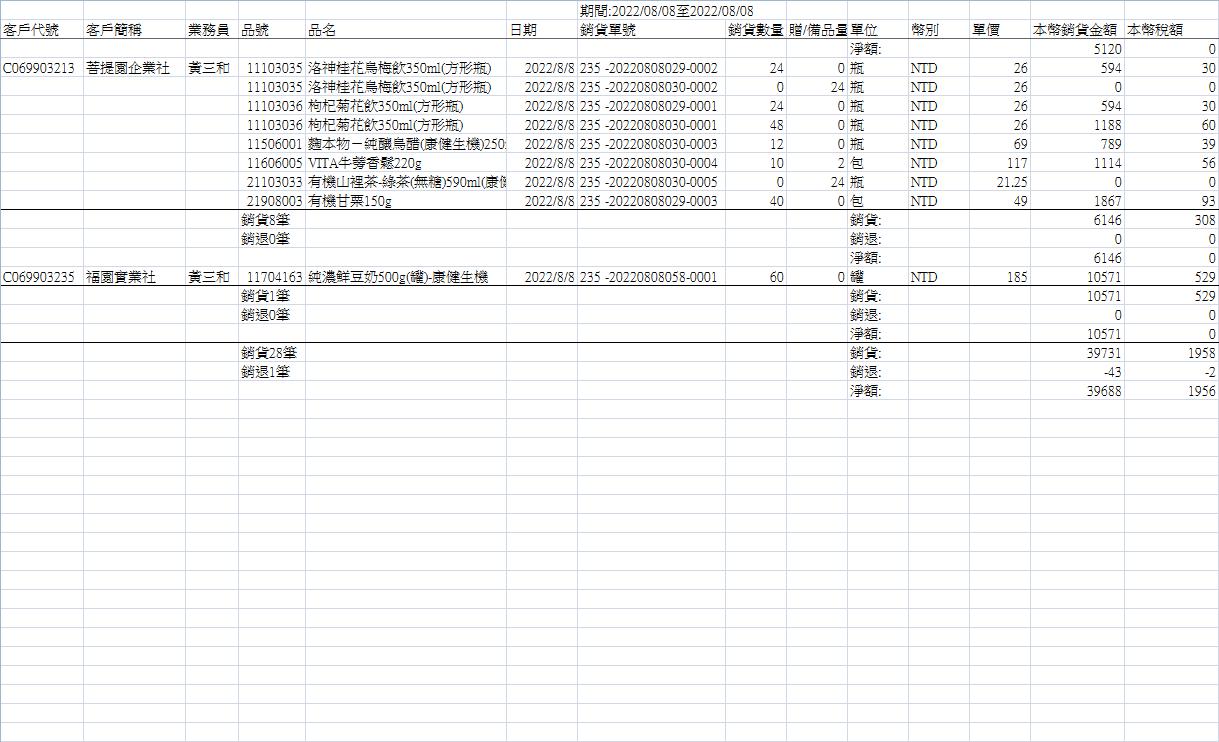 期間:2022/08/08至2022/08/08
客戶代號 客戶簡稱 業務員 品號 品名 日期 銷貨單號 銷貨數量 贈/備品量 單位 幣別 單價 本幣銷貨金額 本幣稅額
淨額: 5120 0
C069903213 菩提園企業社 黃三和 11103035 洛神桂花烏梅飲350ml(方形瓶) 2022/8/8 235 -20220808029-0002 24 0 瓶 NTD 26 594 30
11103035 洛神桂花烏梅飲350ml(方形瓶) 2022/8/8 235 -20220808030-0002 0 24 瓶 NTD 26 0 0
11103036 枸杞菊花飲350ml(方形瓶) 2022/8/8 235 -20220808029-0001 24 0 瓶 NTD 26 594 30
11103036 枸杞菊花飲350ml(方形瓶) 2022/8/8 235 -20220808030-0001 48 0 瓶 NTD 26 1188 60
11506001 麴本物－純釀烏醋(康健生機)250 2022/8/8 235 -20220808030-0003 12 0 瓶 NTD 69 789 39
11606005 VITA牛蒡香鬆220g 2022/8/8 235 -20220808030-0004 10 2 包 NTD 117 1114 56
21103033 有機山裡茶-綠茶(無糖)590ml(康健 2022/8/8 235 -20220808030-0005 0 24 瓶 NTD 21.25 0 0
21908003 有機甘栗150g 2022/8/8 235 -20220808029-0003 40 0 包 NTD 49 1867 93
銷貨8筆 銷貨: 6146 308
銷退0筆 銷退: 0 0
淨額: 6146 0
C069903235 福園實業社 黃三和 11704163 純濃鮮豆奶500g(罐)-康健生機 2022/8/8 235 -20220808058-0001 60 0 罐 NTD 185 10571 529
銷貨1筆 銷貨: 10571 529
銷退0筆 銷退: 0 0
淨額: 10571 0
銷貨28筆 銷貨: 39731 1958
銷退1筆 銷退: -43 -2
淨額: 39688 1956